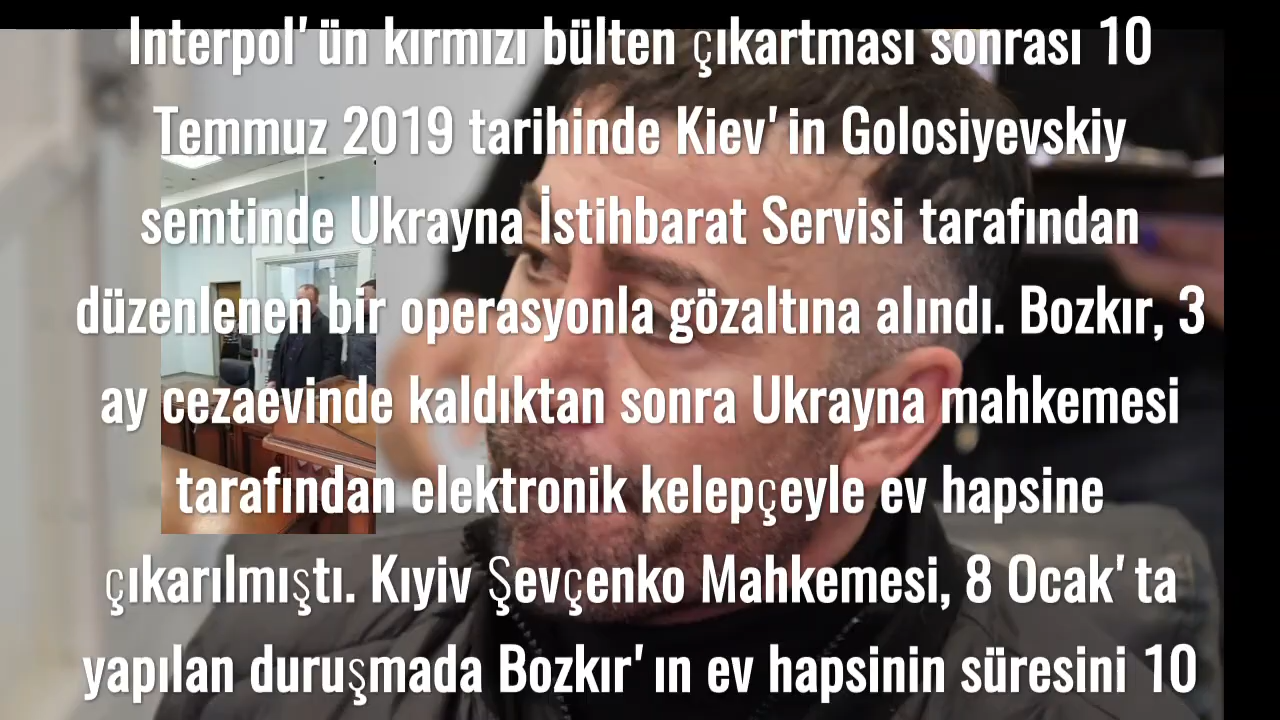 Interpol'ün kırmızı bülten çıkartması sonrası 10
Temmuz 2019 tarihinde Kiev'in Golosiyevskiy
semtinde Ukrayna İstihbarat Servisi tarafından
düzenlenen bir operasyonla gözaltına alındı. Bozkır, 3
ay cezaevinde kaldıktan sonra Ukrayna mahkemesi
tarafından elektronik kelepçeyle ev hapsine
çıkarılmıştı. Kıyiv Şevçenko Mahkemesi, 8 Ocak'ta
yapılan duruşmada Bozkır'ın ev hapsinin süresini 10